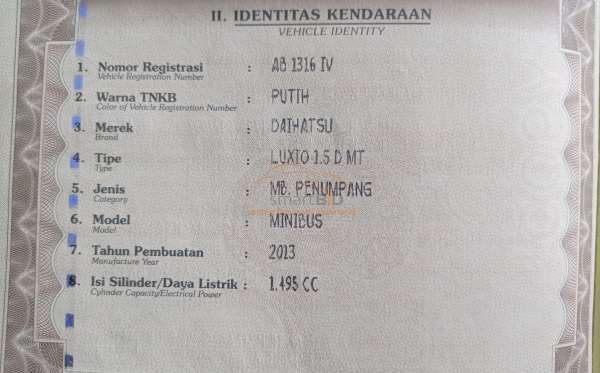 II. IDENTITAS KENDARAAN
VEHICLE IDENTITY
1. Nomor Registrasi : AB 1316 IV
Vehicle Registration Number
2. Warna TNKB : PUTIH
Color of Vehicle Registration Number
3. Merek : DAIHATSU
Brand
4. Tipe : LUXIO 1.5 D MT
Type
5. Jenis : MB. PENUMPANG
Category
smartBID
6. Model : MINIBUS
Model
7. Tahun Pembuatan : 2013
Manufacture Year
8. Isi Silinder/Daya Listrik : 1.495 CC
Cylinder Capacity/Electrical Power